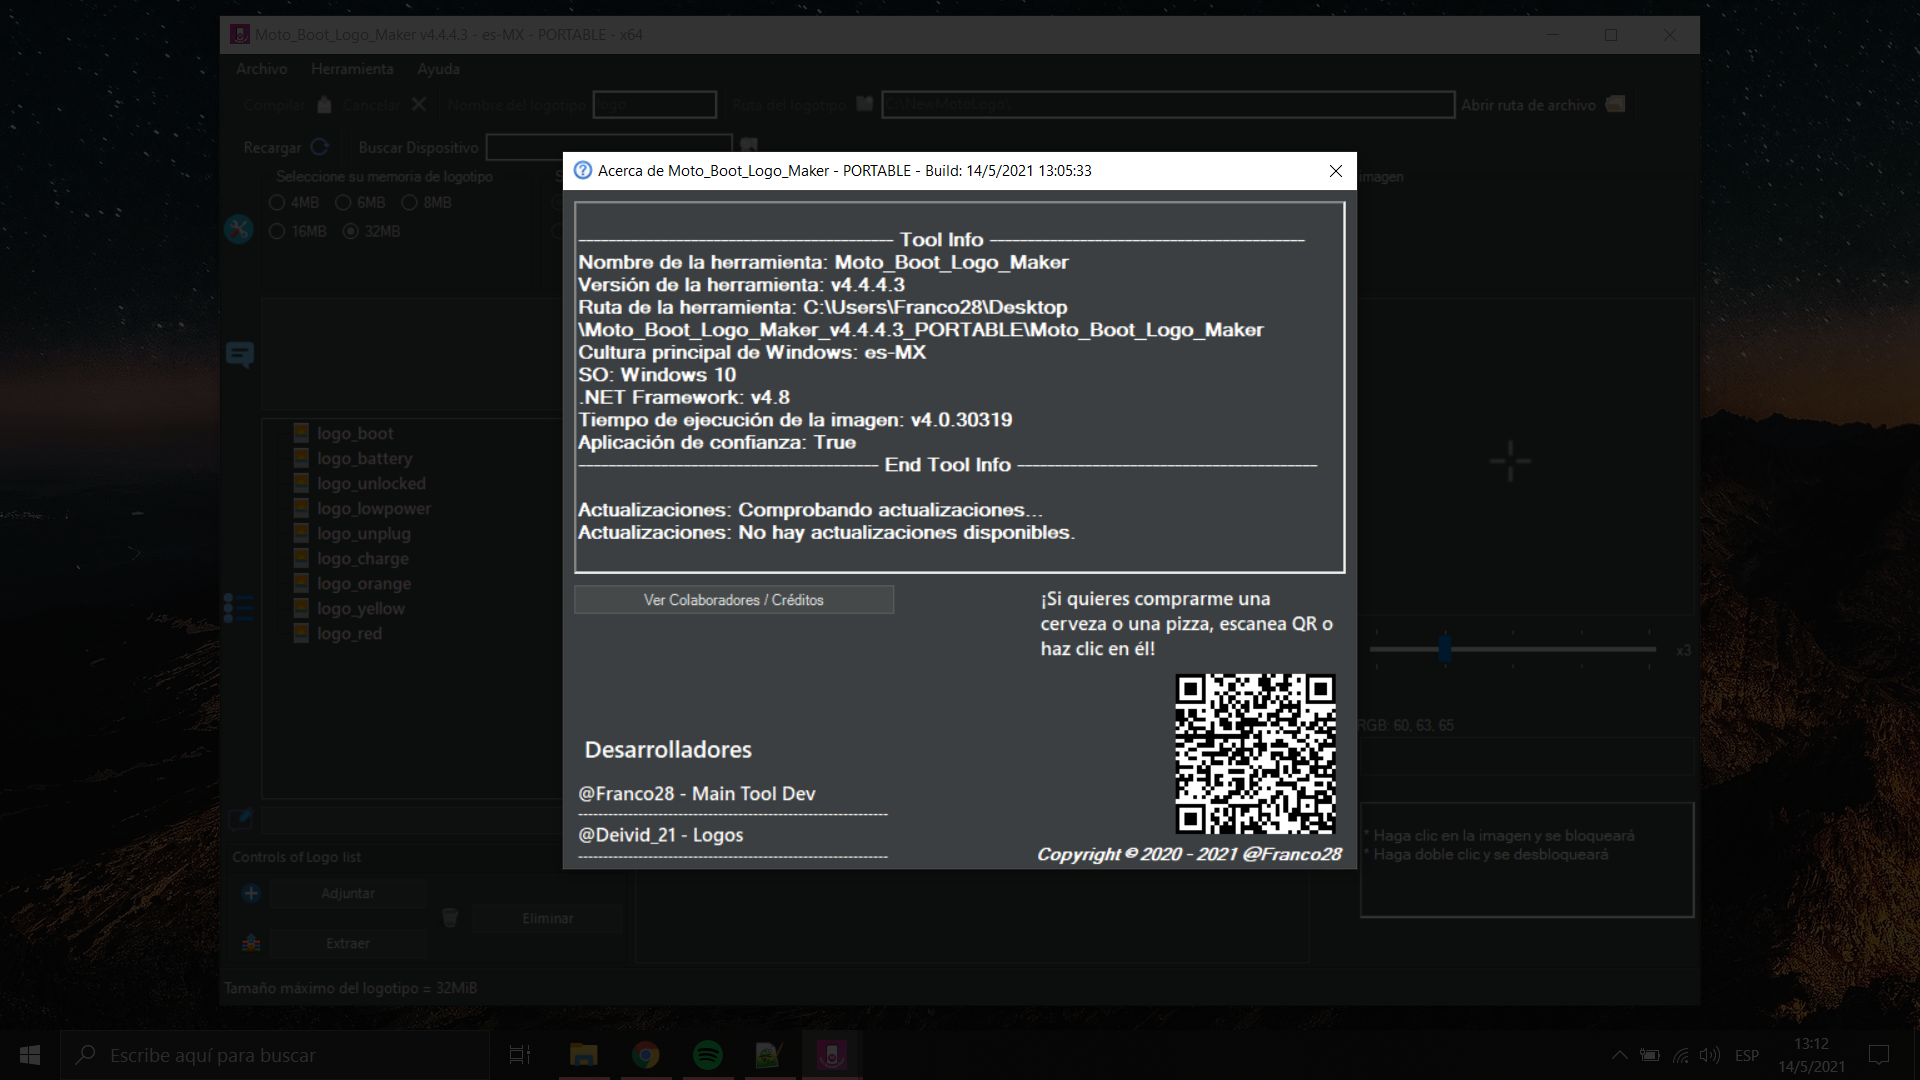 Moto_Boot_Logo_Maker v4.4.4.3 - es-MX - PORTABLE - x64
Archivo Herramienta Ayuda
Compilar Cancelar Nombre del logotipo logo Ruta del logotipo C:\NewMotoLogo\ Abrir ruta de archivo
Recargar Buscar Dispositivo
Seleccione su memoria de logotipo
imagen
4MB 6MB 8MB
16MB 32MB
Acerca de Moto_Boot_Logo_Maker - PORTABLE - Build: 14/5/2021 13:05:33
------------------------------------------ Tool Info ------------------------------------------
Nombre de la herramienta: Moto_Boot_Logo_Maker
Versión de la herramienta: v4.4.4.3
Ruta de la herramienta: C:\Users\Franco28\Desktop
\Moto_Boot_Logo_Maker_v4.4.4.3_PORTABLE\Moto_Boot_Logo_Maker
Cultura principal de Windows: es-MX
SO: Windows 10
.NET Framework: v4.8
Tiempo de ejecución de la imagen: v4.0.30319
Aplicación de confianza: True
---------------------------------------- End Tool Info ----------------------------------------
Actualizaciones: Comprobando actualizaciones...
Actualizaciones: No hay actualizaciones disponibles.
Ver Colaboradores / Créditos
¡Si quieres comprarme una
cerveza o una pizza, escanea QR o
haz clic en él!
Desarrolladores
@Franco28 - Main Tool Dev
--------------------------------------------------------------
@Deivid_21 - Logos
--------------------------------------------------------------
Copyright © 2020 - 2021 @Franco28
logo_boot
logo_battery
logo_unlocked
logo_lowpower
logo_unplug
logo_charge
logo_orange
logo_yellow
logo_red
x3
RGB: 60, 63, 65
* Haga clic en la imagen y se bloqueará
* Haga doble clic y se desbloqueará
Controls of Logo list
Adjuntar
Eliminar
Extraer
Tamaño máximo del logotipo = 32MiB
Escribe aquí para buscar
ESP
13:12
14/5/2021